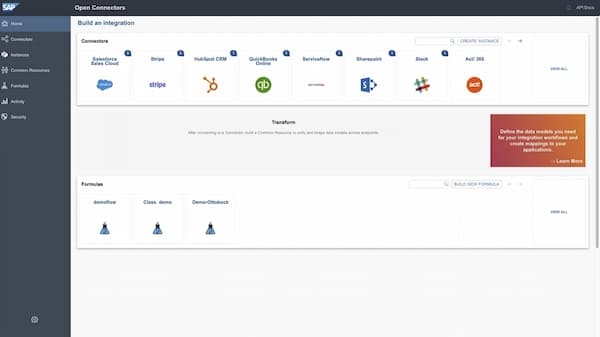 SAP
Open Connectors
API Docs
Home
Connectors
Instances
Common Resources
Formulas
Activity
Security
Build an Integration
Connectors
CREATE INSTANCE
Salesforce
Sales Cloud
Stripe
HubSpot CRM
QuickBooks
Online
ServiceNow
Sharepoint
Slack
Act! 365
stripe
qb
S
act!
VIEW ALL
Transform
After connecting to a Connector, build a Common Resource to unify and shape data models across endpoints.
Define the data models you need
for your integration workflows and
create mappings to your
applications.
→ Learn More
Formulas
BUILD NEW FORMULA
demoflow
Class demo
Demo-Ottobock
VIEW ALL